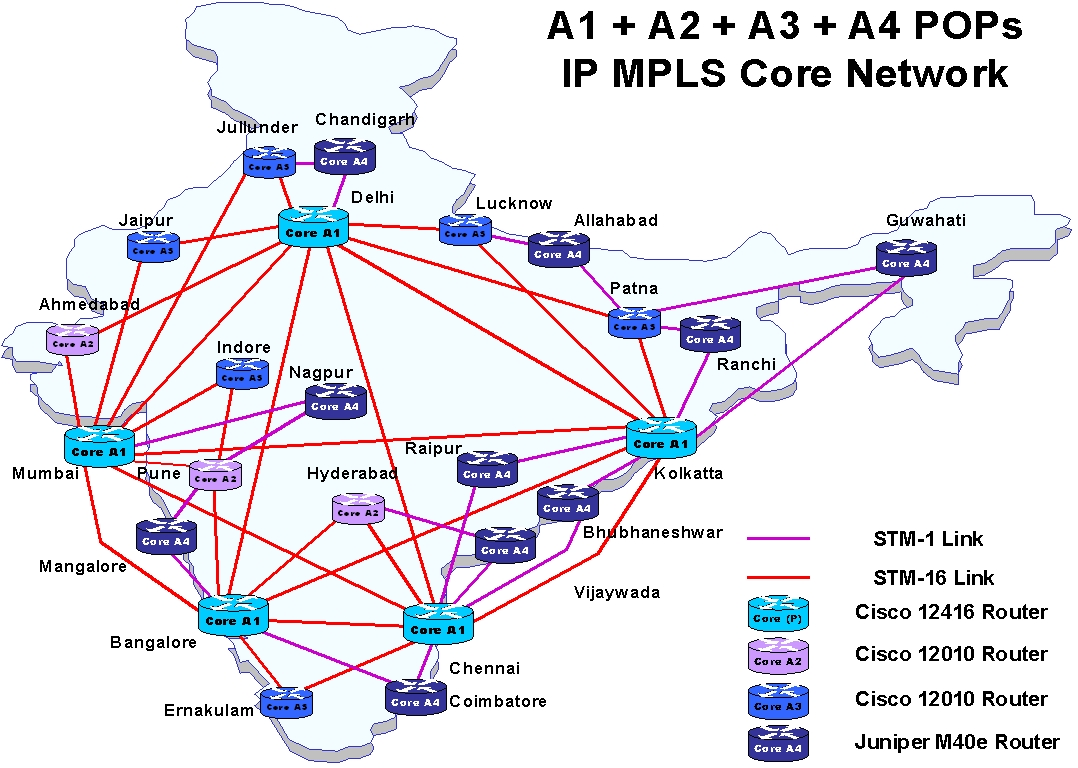 A1 + A2 + A3 + A4 POPs
IP MPLS Core Network
Chandigarh
Jullunder
Core A4
Core A3
Delhi
Lucknow
Jaipur
Allahabad
Guwahati
Core A1
Core A3
Core A3
Core A4
Core A4
Patna
Ahmedabad
Core A3
Core A4
Core A2
Indore
Ranchi
Nagpur
Core A3
Core A4
Core A1
Core A1
Raipur
Mumbai
Pune
Hyderabad
Kolkatta
Core A4
Core A2
Core A2
Core A4
Bhubhaneshwar
Core A4
Core A4
Mangalore
Vijaywada
Core A1
Core A1
Bangalore
Chennai
Core A3
Core A4
Coimbatore
Ernakulam
STM-1 Link
STM-16 Link
Core (P)
Cisco 12416 Router
Core A2
Cisco 12010 Router
Core A3
Cisco 12010 Router
Core A4
Juniper M40e Router